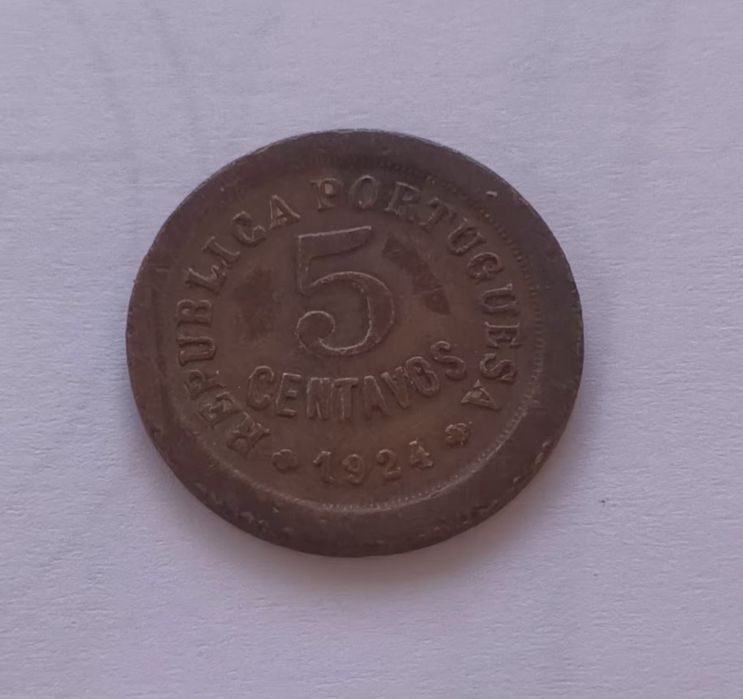 REPUBLICA PORTUGUESA
5
CENTAVOS
1924